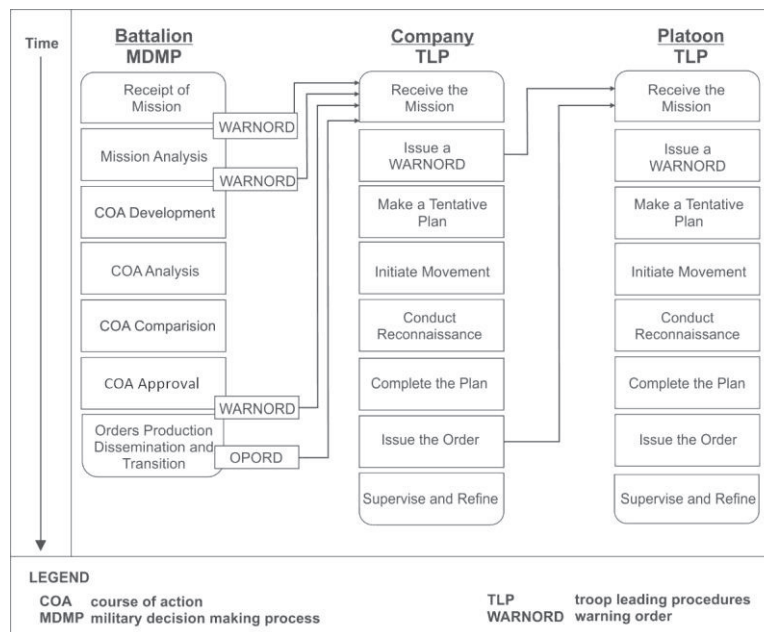 Time
Battalion
MDMP
Receipt of
Mission
WARNORD
Mission Analysis
WARNORD
COA Development
COA Analysis
COA Comparision
COA Approval
WARNORD
Orders Production
Dissemination and
Transition
OPORD
Company
TLP
Receive the
Mission
Issue a
WARNORD
Make a Tentative
Plan
Initiate Movement
Conduct
Reconnaissance
Complete the Plan
Issue the Order
Supervise and Refine
Platoon
TLP
Receive the
Mission
Issue a
WARNORD
Make a Tentative
Plan
Initiate Movement
Conduct
Reconnaissance
Complete the Plan
Issue the Order
Supervise and Refine
LEGEND
COA course of action
MDMP military decision making process
TLP troop leading procedures
WARNORD warning order